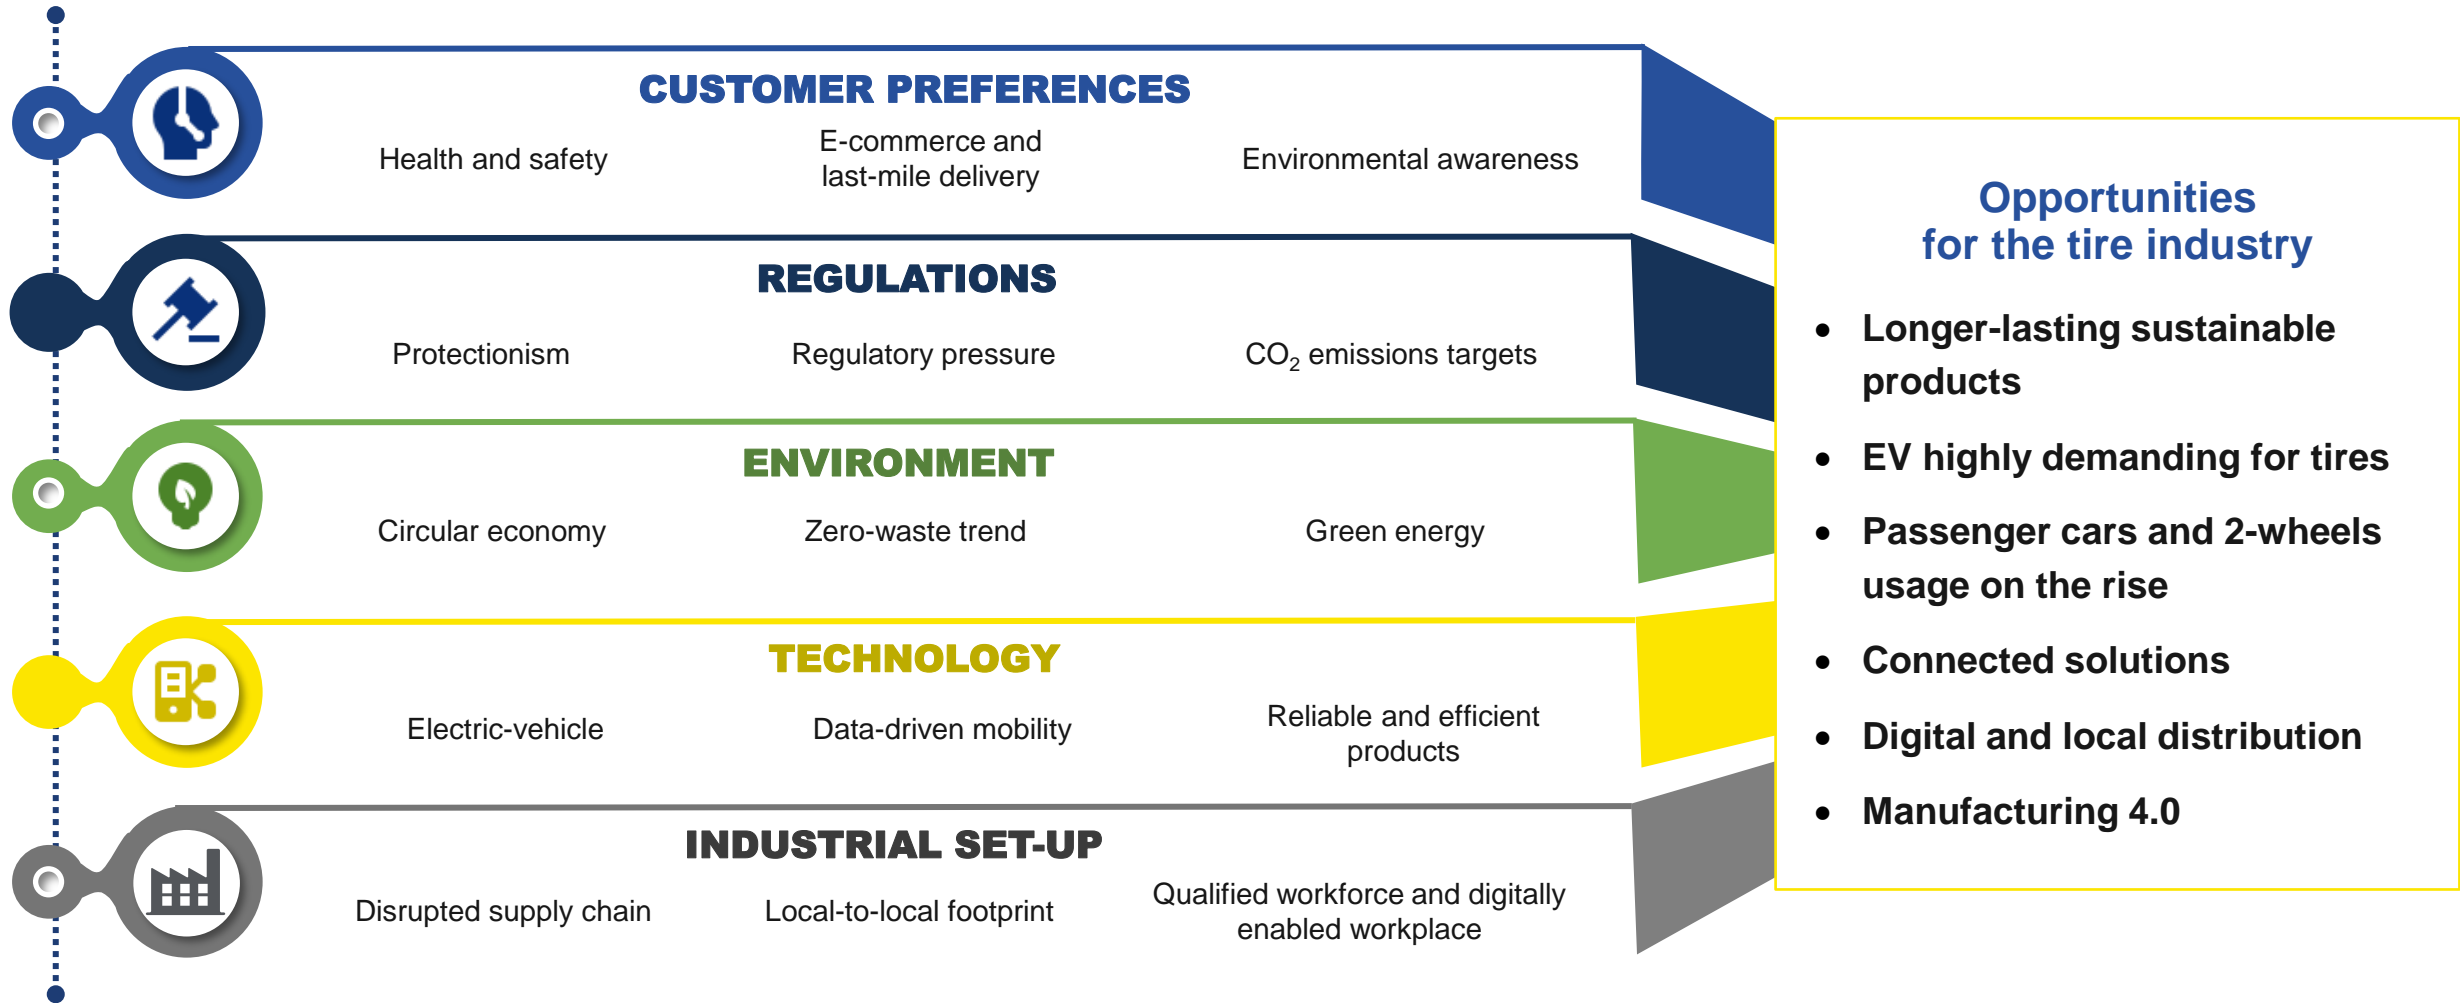 CUSTOMER PREFERENCES
Health and safety
E-commerce and
last-mile delivery
Environmental awareness
REGULATIONS
Protectionism
Regulatory pressure
CO₂ emissions targets
ENVIRONMENT
Circular economy
Zero-waste trend
Green energy
TECHNOLOGY
Electric-vehicle
Data-driven mobility
Reliable and efficient
products
INDUSTRIAL SET-UP
Disrupted supply chain
Local-to-local footprint
Qualified workforce and digitally
enabled workplace
Opportunities
for the tire industry
• Longer-lasting sustainable
products
• EV highly demanding for tires
• Passenger cars and 2-wheels
usage on the rise
• Connected solutions
• Digital and local distribution
• Manufacturing 4.0